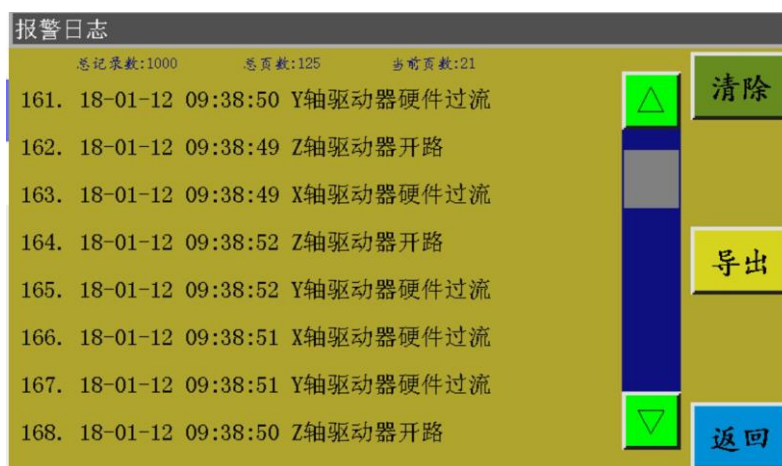 报警日志
总记录数:1000 总页数:125 当前页数:21
161. 18-01-12 09:38:50 Y轴驱动器硬件过流
162. 18-01-12 09:38:49 Z轴驱动器开路
163. 18-01-12 09:38:49 X轴驱动器硬件过流
164. 18-01-12 09:38:52 Z轴驱动器开路
165. 18-01-12 09:38:52 Y轴驱动器硬件过流
166. 18-01-12 09:38:51 X轴驱动器硬件过流
167. 18-01-12 09:38:51 Y轴驱动器硬件过流
168. 18-01-12 09:38:50 Z轴驱动器开路
清除
导出
返回